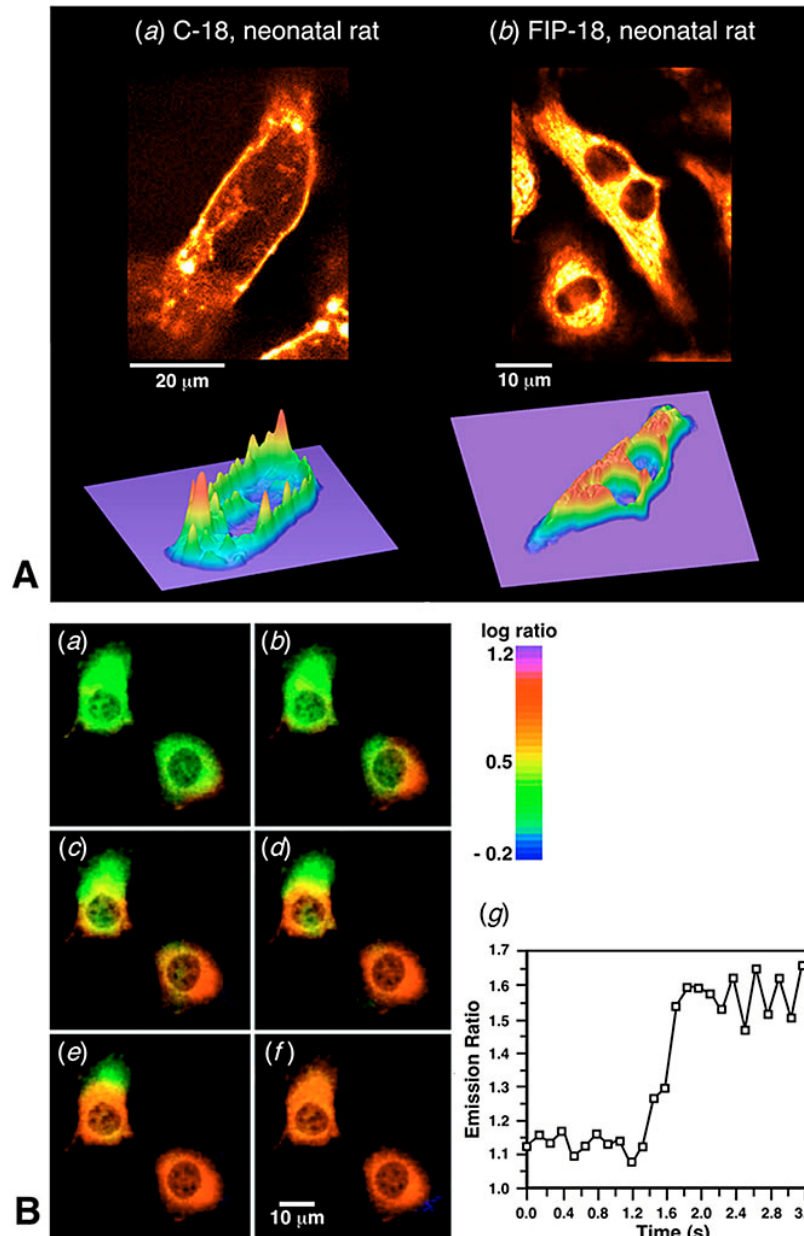 (a) C-18, neonatal rat
(b) FIP-18, neonatal rat
20 μm
10 μm
A
(a)
(b)
log ratio
1.2
0.5
- 0.2
(c)
(d)
(g)
(e)
(f)
10 μm
B
Emission Ratio
1.7
1.6
1.5
1.4
1.3
1.2
1.1
1.0
0.0 0.4 0.8 1.2 1.6 2.0 2.4 2.8
Time (s)